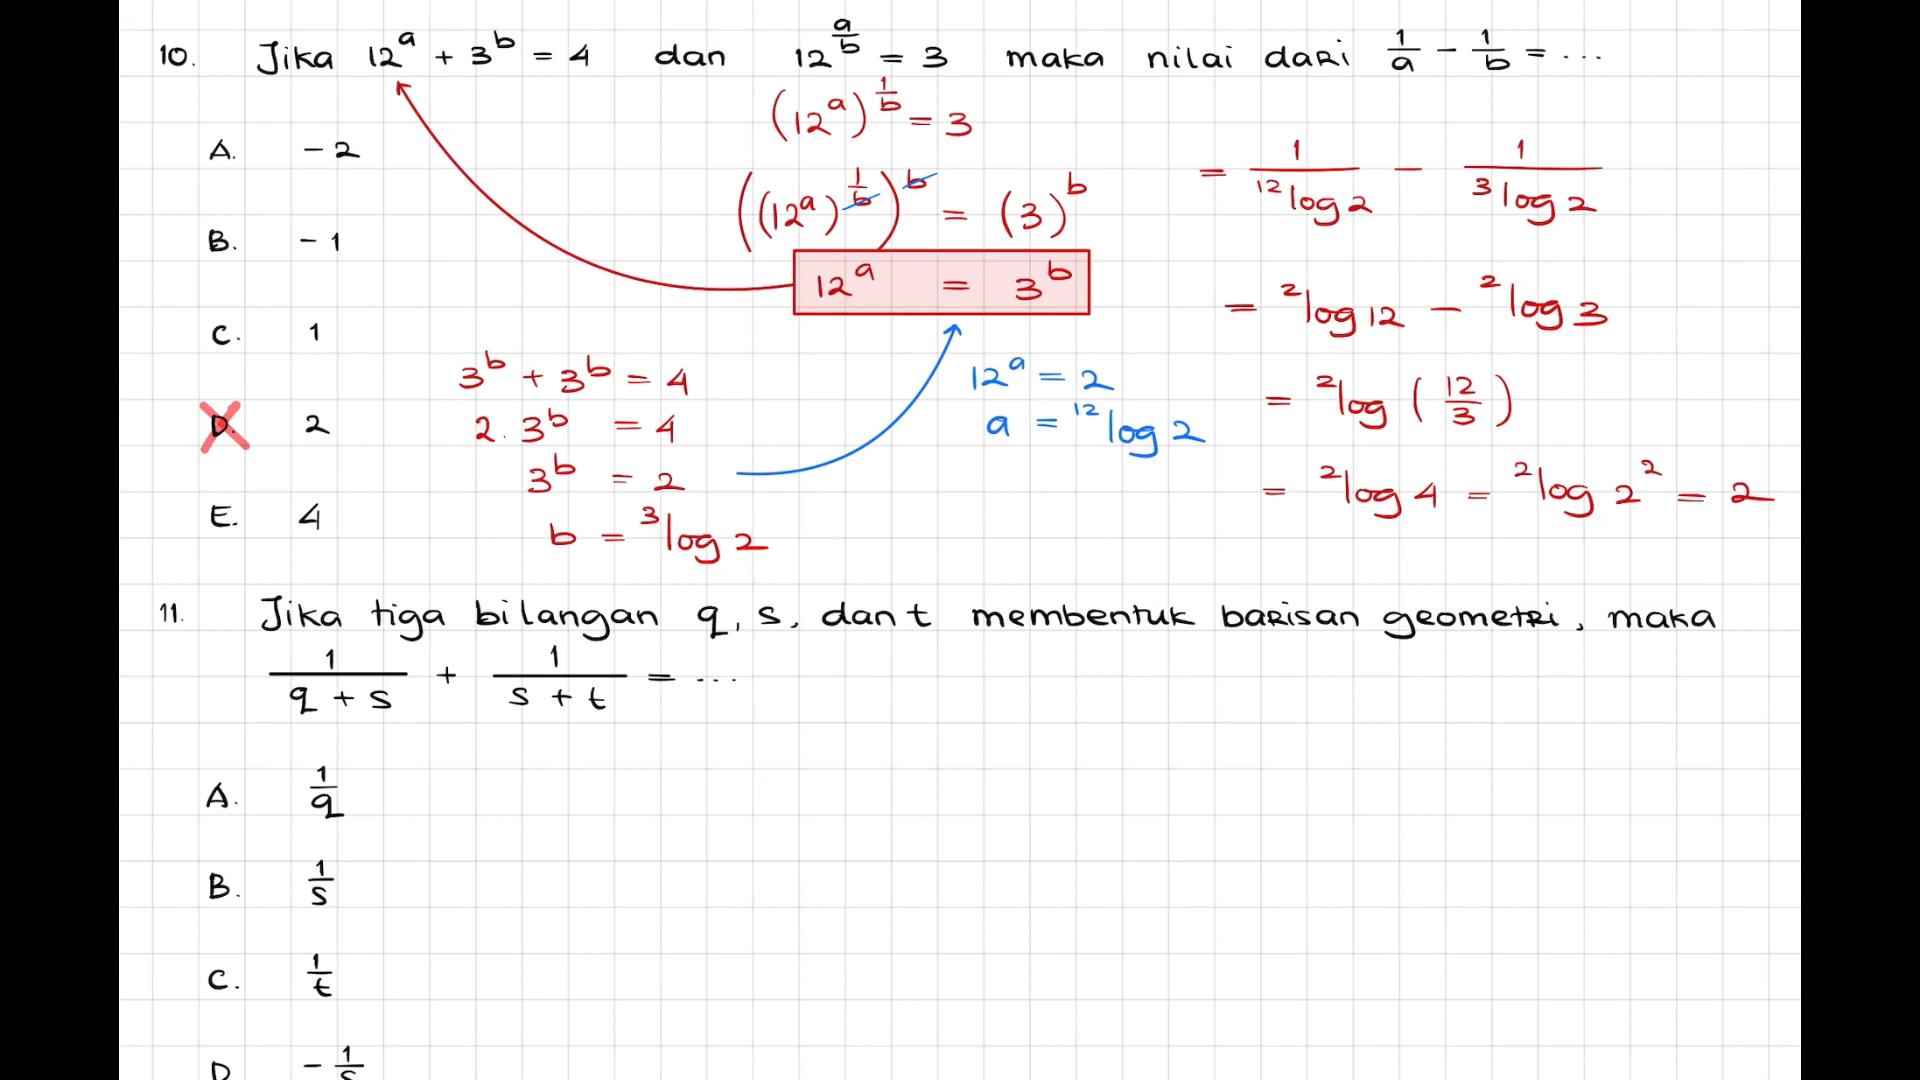 10. Jika 12^a + 3^b = 4 dan 12^(a/b) = 3 maka nilai dari 1/a - 1/b = ...
A. -2
B. -1
C. 1
D. 2
E. 4
(12^a)^(1/b) = 3
((12^a)^(1/b))^b = (3)^b
12^a = 3^b
3^b + 3^b = 4
2. 3^b = 4
3^b = 2
b = ³log 2
12^a = 2
a = ¹²log 2
= 1/(¹²log 2) - 1/(³log 2)
= ²log 12 - ²log 3
= ²log (12/3)
= ²log 4 = ²log 2² = 2
11. Jika tiga bilangan q, s, dan t membentuk barisan geometri, maka
1/(q + s) + 1/(s + t) = ...
A. 1/q
B. 1/s
C. 1/t
D. -1/s